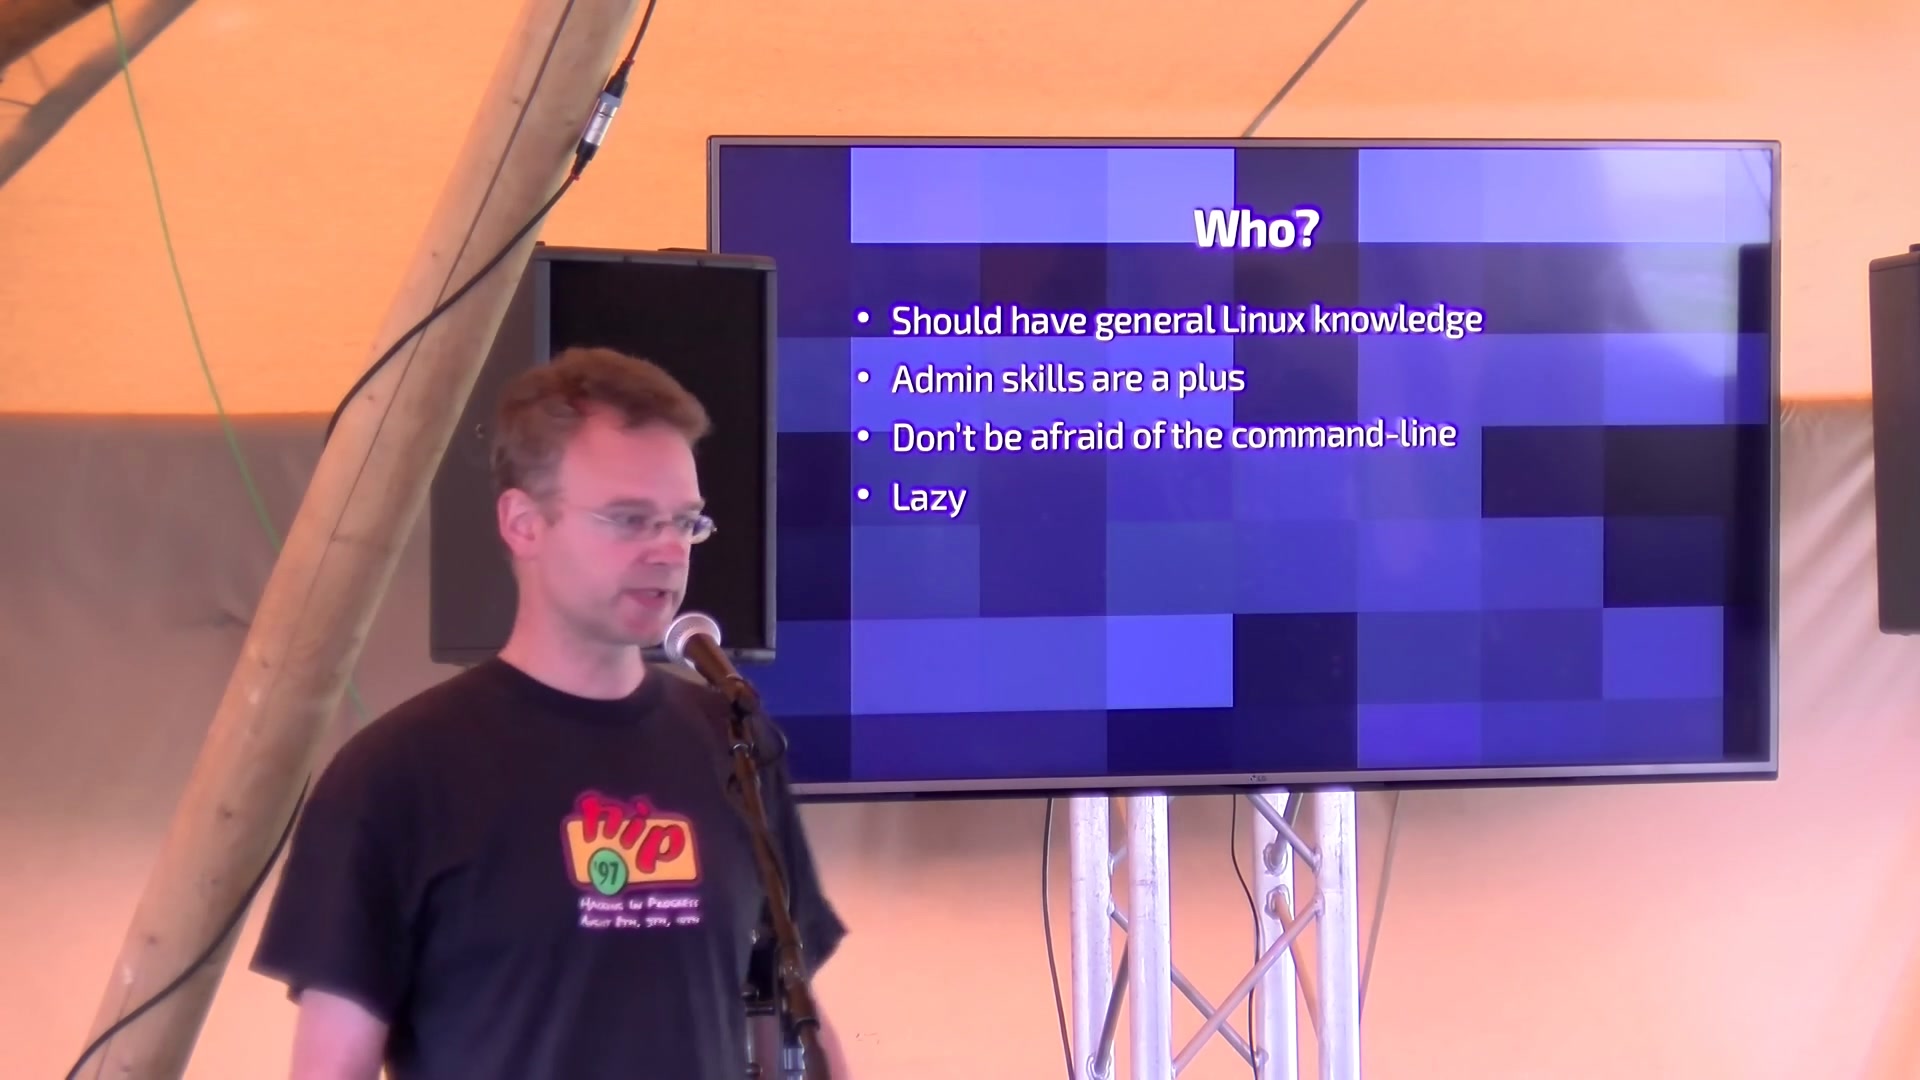 Who?
• Should have general Linux knowledge
• Admin skills are a plus
• Don't be afraid of the command-line
• Lazy
hip
'97
Hacking In Progress
August 8th, 9th, 10th
LG